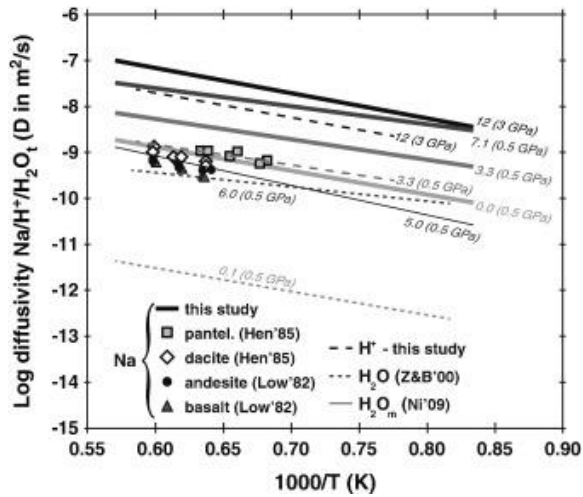 Log diffusivity Na/H⁺/H₂Oₜ (D in m²/s)
-6
-7
-8
-9
-10
-11
-12
-13
-14
-15
12 (3 GPa)
7.1 (0.5 GPa)
12 (3 GPa)
3.3 (0.5 GPa)
3.3 (0.5 GPa)
0.0 (0.5 GPa)
6.0 (0.5 GPa)
5.0 (0.5 GPa)
0.1 (0.5 GPa)
Na
this study
pantel. (Hen'85)
dacite (Hen'85)
andesite (Low'82)
basalt (Low'82)
H⁺ - this study
H₂O (Z&B'00)
H₂Oₘ (Ni'09)
0.55 0.60 0.65 0.70 0.75 0.80 0.85 0.90
1000/T (K)